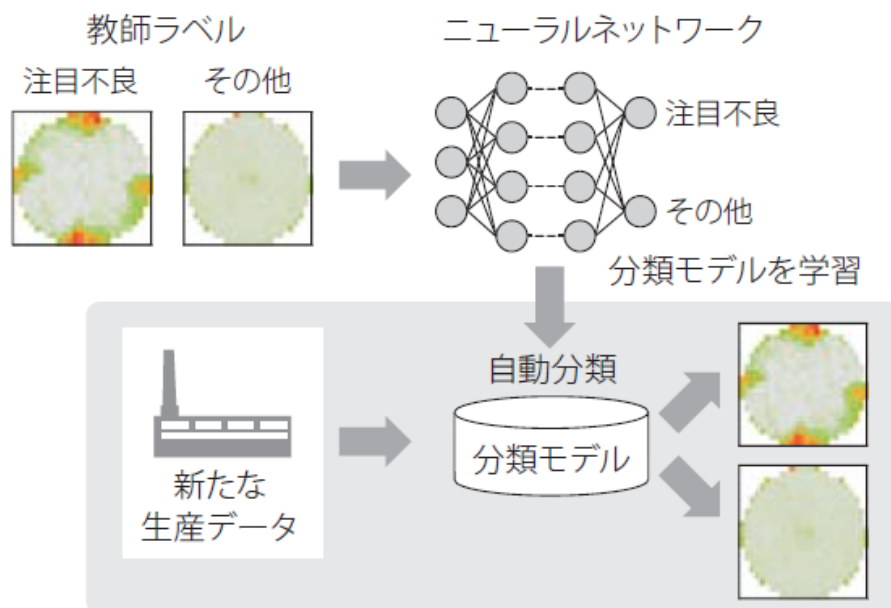 教師ラベル
ニューラルネットワーク
注目不良
その他
注目不良
その他
分類モデルを学習
自動分類
分類モデル
新たな
生産データ